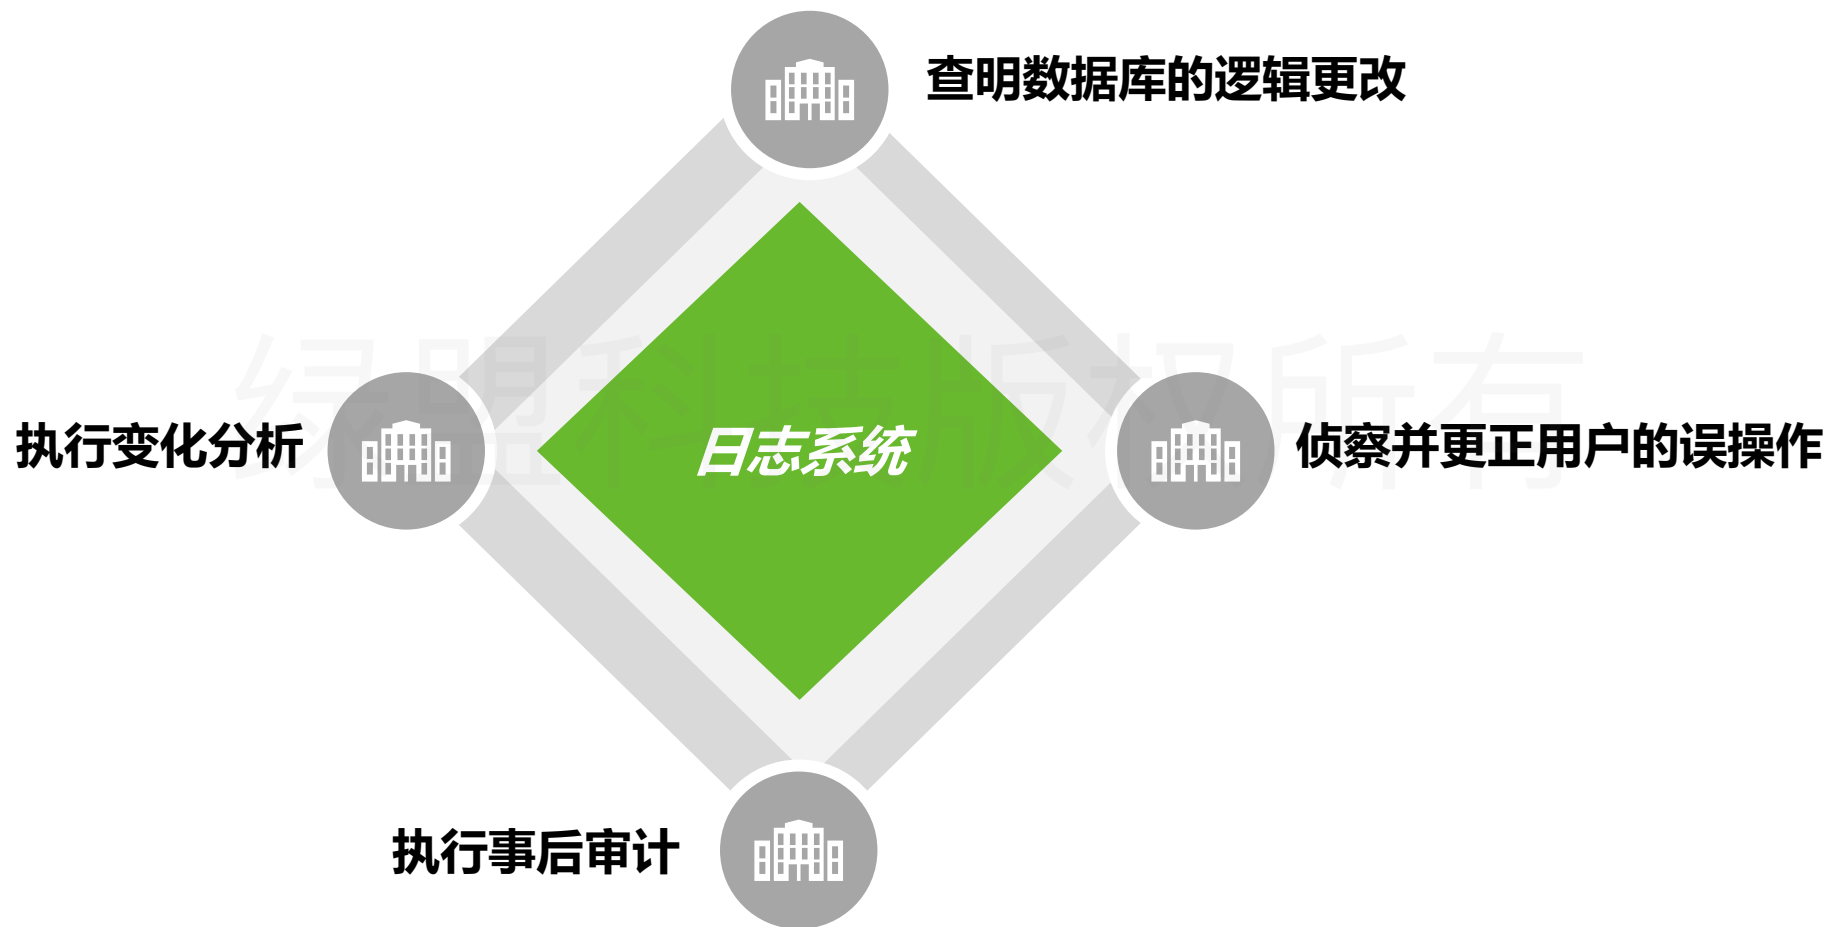 查明数据库的逻辑更改
绿盟科技版权所有
执行变化分析
日志系统
侦察并更正用户的误操作
执行事后审计